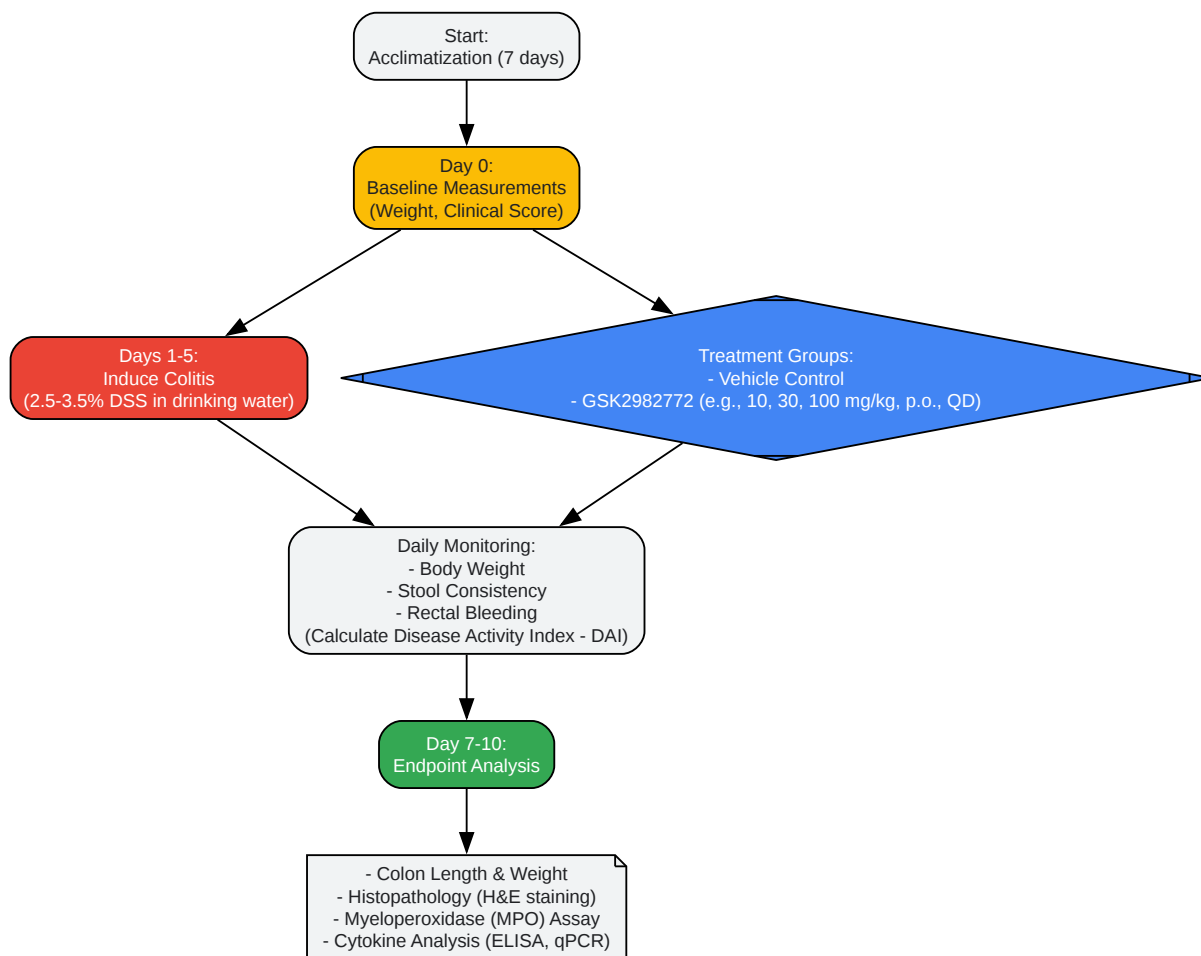 Start:
Acclimatization (7 days)
Day 0:
Baseline Measurements
(Weight, Clinical Score)
Days 1-5:
Induce Colitis
(2.5-3.5% DSS in drinking water)
Treatment Groups:
- Vehicle Control
- GSK2982772 (e.g., 10, 30, 100 mg/kg, p.o., QD)
Daily Monitoring:
- Body Weight
- Stool Consistency
- Rectal Bleeding
(Calculate Disease Activity Index - DAI)
Day 7-10:
Endpoint Analysis
- Colon Length & Weight
- Histopathology (H&E staining)
- Myeloperoxidase (MPO) Assay
- Cytokine Analysis (ELISA, qPCR)